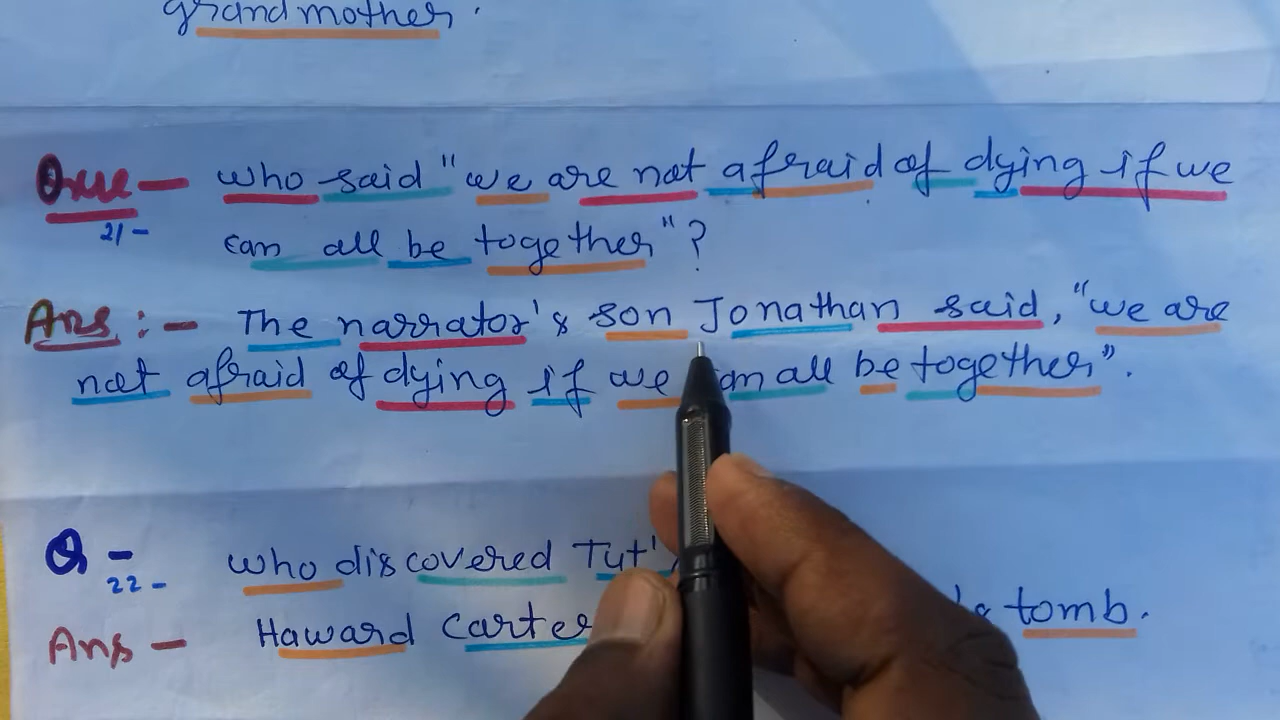 grandmother.
Que — who said "we are not afraid of dying if we
21 -
can all be together"?
Ans :- The narrator's son Jonathan said, "we are
not afraid of dying if we can all be together".
Q - who discovered Tut'
22 -
Ans - Haward Carter tomb.